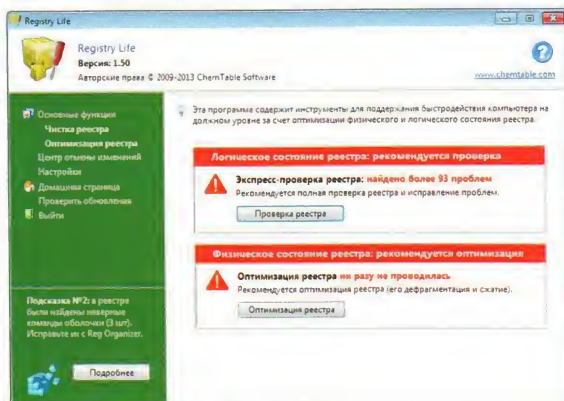 Registry Life
Registry Life
Версия: 1.50
Авторские права © 2009-2013 ChemTable Software
www.chemtable.com
Основные функции
Чистка реестра
Оптимизация реестра
Центр отмены изменений
Настройки
Домашняя страница
Проверить обновления
Выйти
Эта программа содержит инструменты для поддержания быстродействия компьютера на
должном уровне за счет оптимизации физического и логического состояния реестра.
Логическое состояние реестра: рекомендуется проверка
Экспресс-проверка реестра: найдено более 93 проблем
Рекомендуется полная проверка реестра и исправление проблем.
Проверка реестра
Физическое состояние реестра: рекомендуется оптимизация
Оптимизация реестра ни разу не проводилась
Рекомендуется оптимизация реестра (его дефрагментация и сжатие).
Оптимизация реестра
Подсказка №2: в реестре
были найдены неверные
команды оболочки (3 шт).
Исправьте их с Reg Organizer.
Подробнее